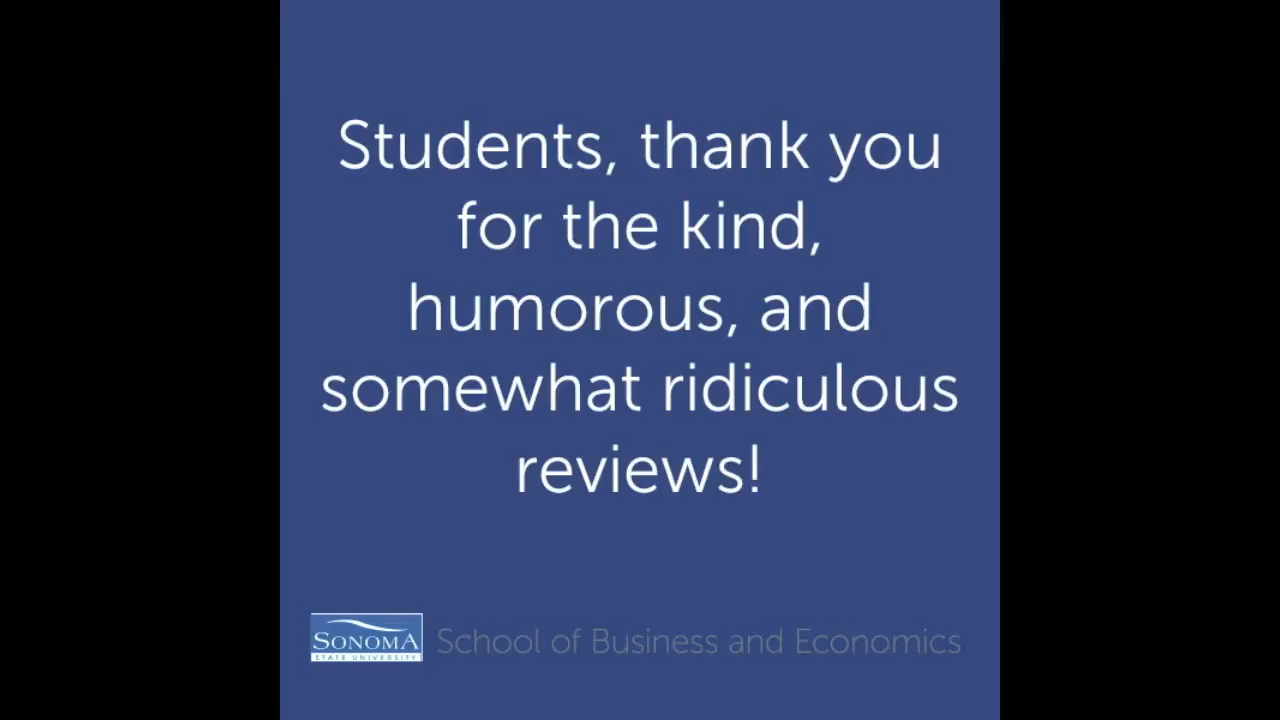 Students, thank you
for the kind,
humorous, and
somewhat ridiculous
reviews!
SONOMA
STATE UNIVERSITY
School of Business and Economics